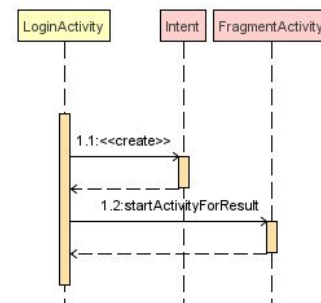 LoginActivity
Intent
FragmentActivity
1.1:<<create>>
1.2:startActivityForResult